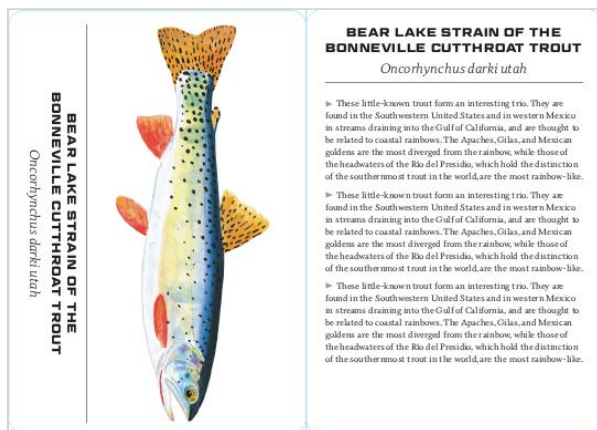 BEAR LAKE STRAIN OF THE
BONNEVILLE CUTTHROAT TROUT
Oncorhynchus darki utah
BEAR LAKE STRAIN OF THE
BONNEVILLE CUTTHROAT TROUT
Oncorhynchus darki utah
► These little-known trout form an interesting trio. They are
found in the Southwestern United States and in western Mexico
in streams draining into the Gulf of California, and are thought to
be related to coastal rainbows. The Apaches, Gilas, and Mexican
goldens are the most diverged from the rainbow, while those of
the headwaters of the Rio del Presidio, which hold the distinction
of the southernmost trout in the world, are the most rainbow-like.
► These little-known trout form an interesting trio. They are
found in the Southwestern United States and in western Mexico
in streams draining into the Gulf of California, and are thought to
be related to coastal rainbows. The Apaches, Gilas, and Mexican
goldens are the most diverged from the rainbow, while those of
the headwaters of the Rio del Presidio, which hold the distinction
of the southernmost trout in the world, are the most rainbow-like.
► These little-known trout form an interesting trio. They are
found in the Southwestern United States and in western Mexico
in streams draining into the Gulf of California, and are thought to
be related to coastal rainbows. The Apaches, Gilas, and Mexican
goldens are the most diverged from the rainbow, while those of
the headwaters of the Rio del Presidio, which hold the distinction
of the southernmost trout in the world, are the most rainbow-like.